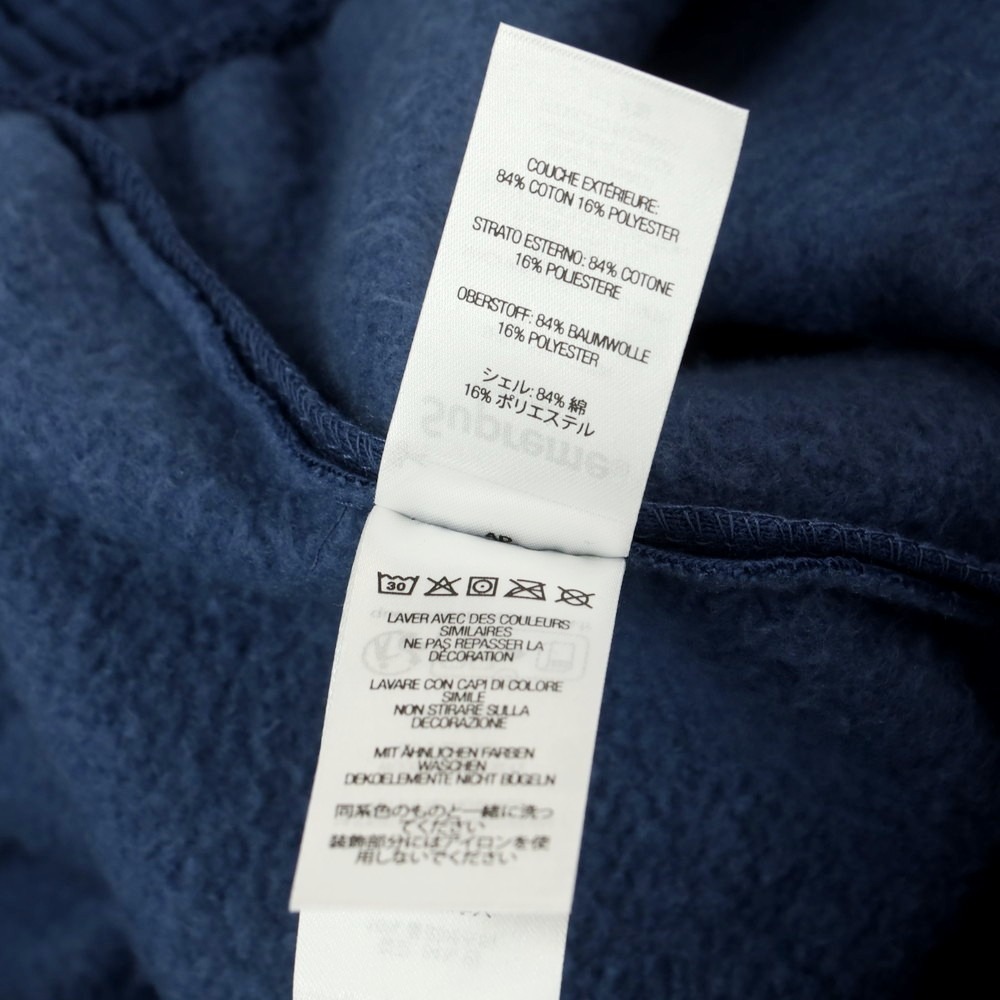 COUCHE EXTÉRIEURE:
84% COTON 16% POLYESTER
STRATO ESTERNO: 84% COTONE
16% POLIESTERE
OBERSTOFF: 84% BAUMWOLLE
16% POLYESTER
シェル: 84% 綿
16% ポリエステル
Supreme
30
LAVER AVEC DES COULEURS
SIMILAIRES
NE PAS REPASSER LA
DÉCORATION
LAVARE CON CAPI DI COLORE
SIMILE
NON STIRARE SULLA
DECORAZIONE
MIT ÄHNLICHEN FARBEN
WASCHEN
DEKOELEMENTE NICHT BÜGELN
同系色のものと一緒に洗っ
てください
装飾部分にはアイロンを使
用しないでください